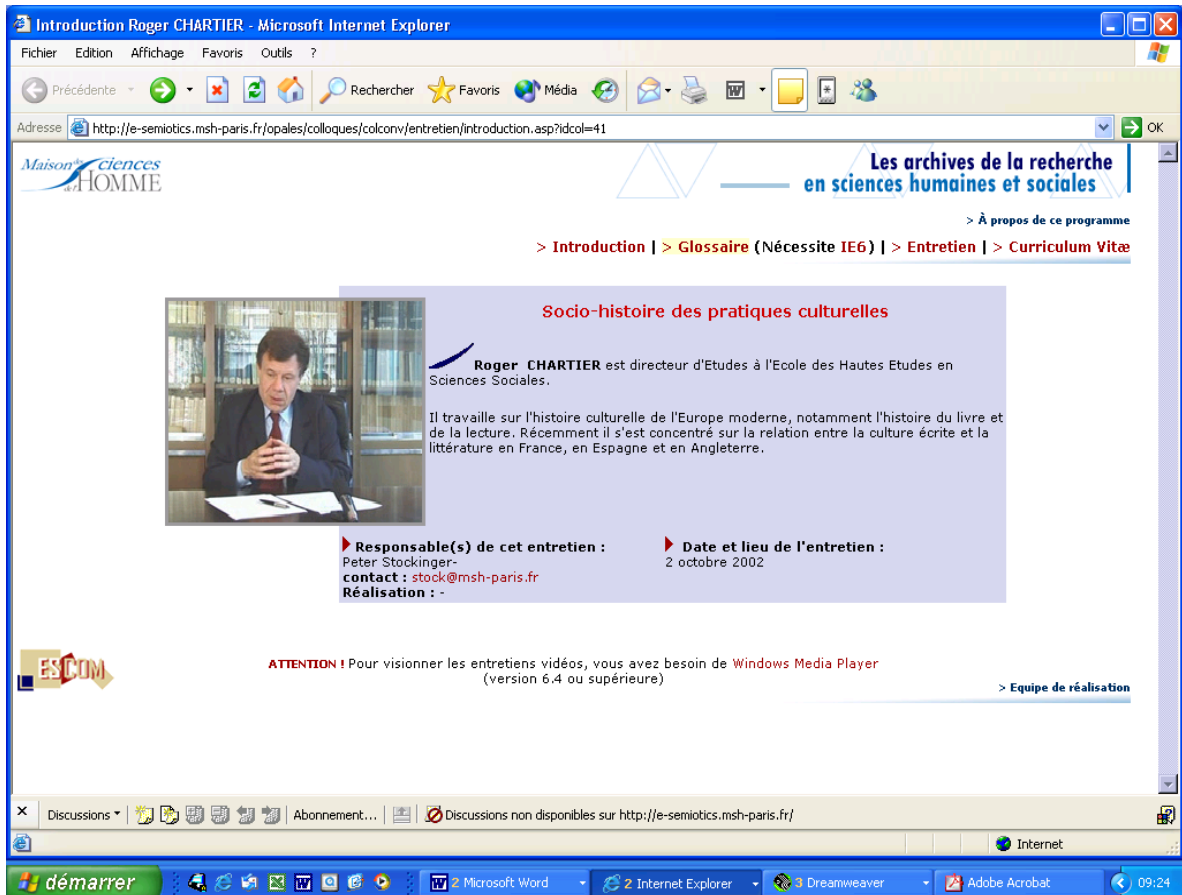 Introduction Roger CHARTIER - Microsoft Internet Explorer
Fichier Edition Affichage Favoris Outils ?
Précédente Rechercher Favoris Média
Adresse http://e-semiotics.msh-paris.fr/opales/colloques/colconv/entretien/introduction.asp?idcol=41 OK
Maison des Sciences
de l'HOMME
Les archives de la recherche
en sciences humaines et sociales
> À propos de ce programme
> Introduction | > Glossaire (Nécessite IE6) | > Entretien | > Curriculum Vitæ
Socio-histoire des pratiques culturelles
Roger CHARTIER est directeur d'Etudes à l'Ecole des Hautes Etudes en
Sciences Sociales.
Il travaille sur l'histoire culturelle de l'Europe moderne, notamment l'histoire du livre et
de la lecture. Récemment il s'est concentré sur la relation entre la culture écrite et la
littérature en France, en Espagne et en Angleterre.
Responsable(s) de cet entretien :
Peter Stockinger-
contact : stock@msh-paris.fr
Réalisation : -
Date et lieu de l'entretien :
2 octobre 2002
ESCOM
ATTENTION ! Pour visionner les entretiens vidéos, vous avez besoin de Windows Media Player
(version 6.4 ou supérieure)
> Equipe de réalisation
Discussions Abonnement... Discussions non disponibles sur http://e-semiotics.msh-paris.fr/
Internet
démarrer 2 Microsoft Word 2 Internet Explorer 3 Dreamweaver Adobe Acrobat 09:24